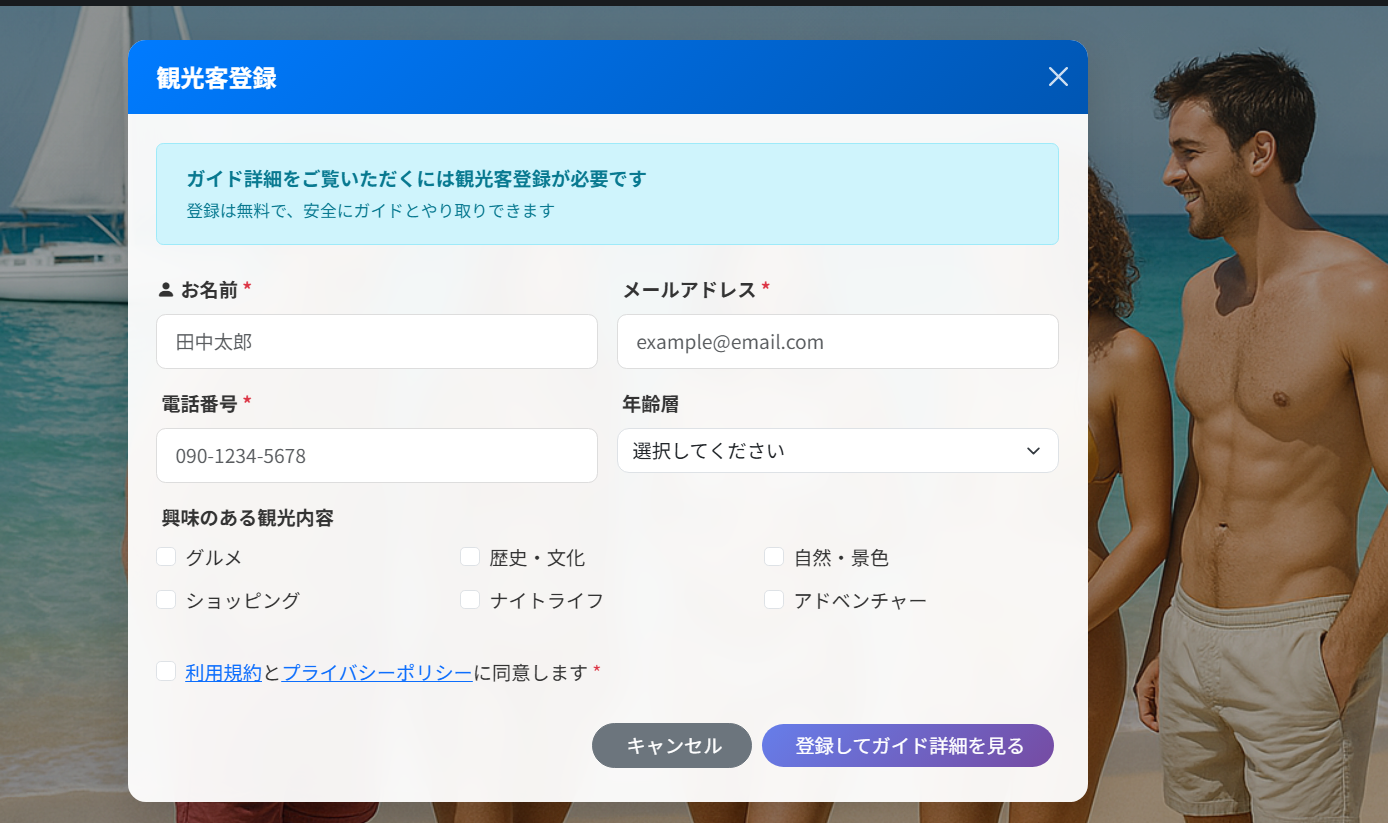 観光客登録
ガイド詳細をご覧いただくには観光客登録が必要です
登録は無料で、安全にガイドとやり取りできます
お名前 *
メールアドレス *
田中太郎
example@email.com
電話番号 *
年齢層
090-1234-5678
選択してください
興味のある観光内容
グルメ
歴史・文化
自然・景色
ショッピング
ナイトライフ
アドベンチャー
利用規約とプライバシーポリシーに同意します *
キャンセル
登録してガイド詳細を見る